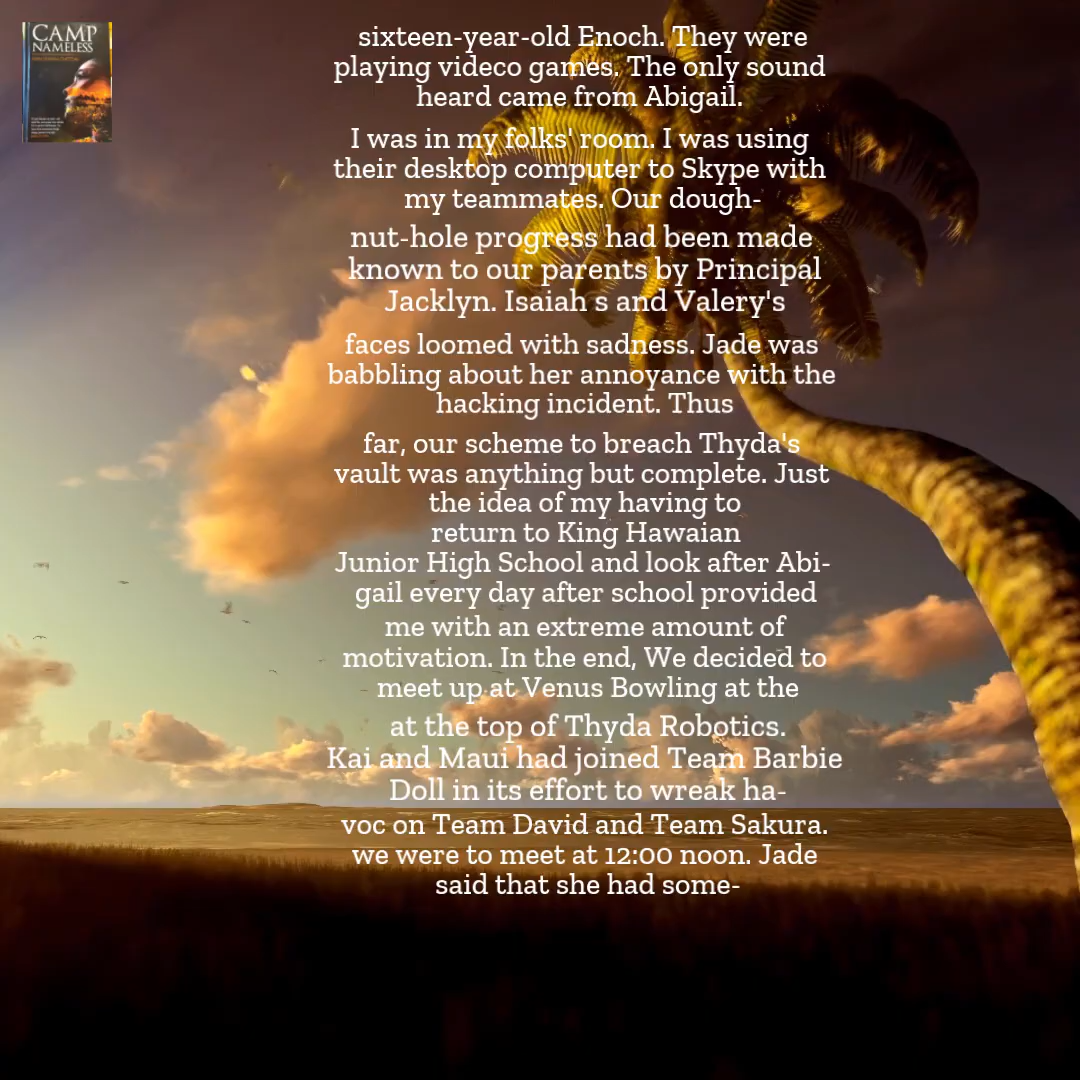 CAMP
NAMELESS
sixteen-year-old Enoch. They were
playing videco games. The only sound
heard came from Abigail.
I was in my folks' room. I was using
their desktop computer to Skype with
my teammates. Our dough-
nut-hole progress had been made
known to our parents by Principal
Jacklyn. Isaiah s and Valery's
faces loomed with sadness. Jade was
babbling about her annoyance with the
hacking incident. Thus
far, our scheme to breach Thyda's
vault was anything but complete. Just
the idea of my having to
return to King Hawaian
Junior High School and look after Abi-
gail every day after school provided
me with an extreme amount of
motivation. In the end, We decided to
meet up at Venus Bowling at the
at the top of Thyda Robotics.
Kai and Maui had joined Team Barbie
Doll in its effort to wreak ha-
voc on Team David and Team Sakura.
we were to meet at 12:00 noon. Jade
said that she had some-